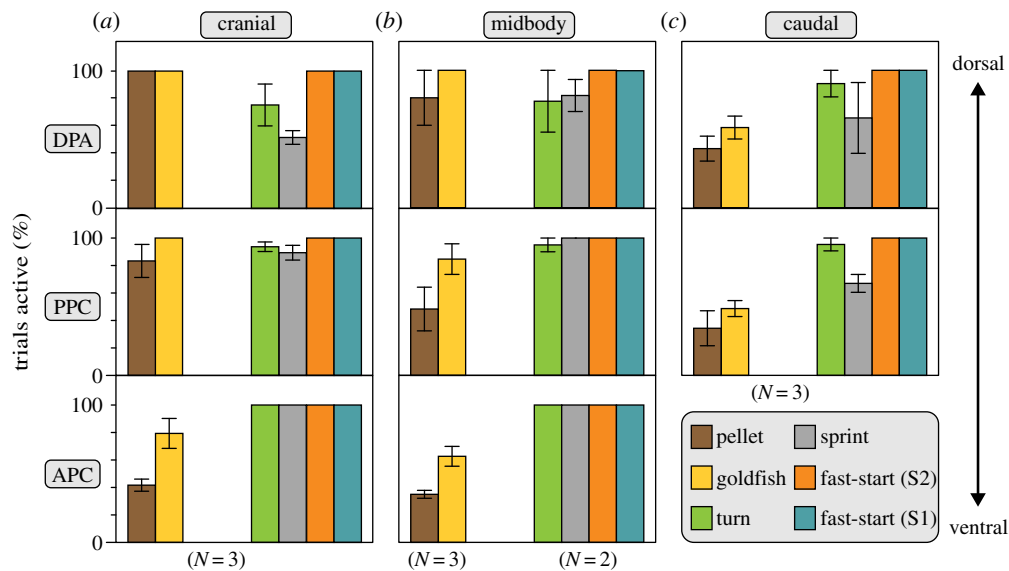 (a) cranial
(b) midbody
(c) caudal
trials active (%)
DPA
100
0
PPC
100
0
APC
100
0
(N=3)
(N=3)
(N=2)
(N=3)
dorsal
ventral
pellet
goldfish
turn
sprint
fast-start (S2)
fast-start (S1)